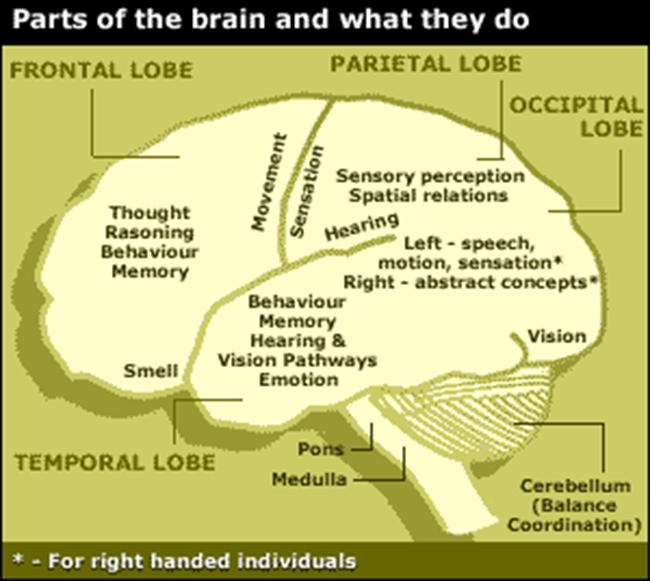 Parts of the brain and what they do
FRONTAL LOBE
PARIETAL LOBE
OCCIPITAL
LOBE
Movement
Sensation
Sensory perception
Spatial relations
Thought
Rasoning
Behaviour
Memory
Hearing
Left - speech,
motion, sensation*
Right - abstract concepts*
Behaviour
Memory
Hearing &
Vision Pathways
Emotion
Vision
Smell
TEMPORAL LOBE
Pons
Medulla
Cerebellum
(Balance
Coordination)
* - For right handed individuals